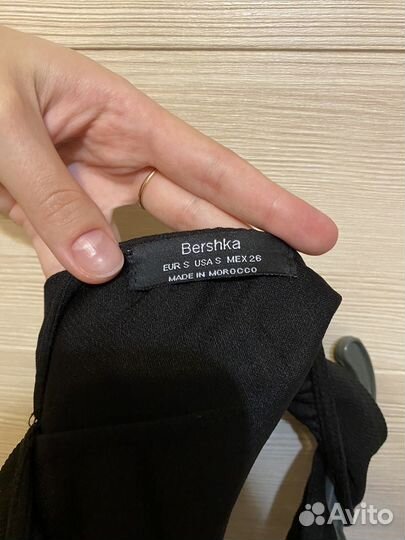 Bershka
EUR S USA S MEX 26
MADE IN MOROCCO
Avito